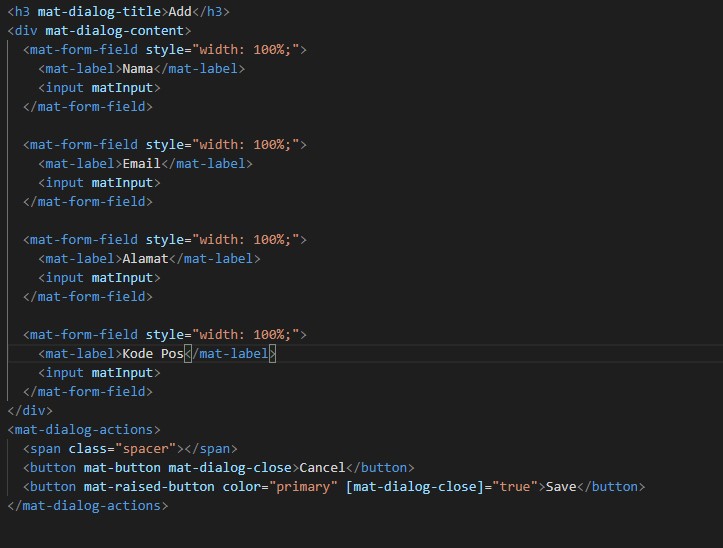 <h3 mat-dialog-title>Add</h3>
<div mat-dialog-content>
  <mat-form-field style="width: 100%;">
    <mat-label>Nama</mat-label>
    <input matInput>
  </mat-form-field>

  <mat-form-field style="width: 100%;">
    <mat-label>Email</mat-label>
    <input matInput>
  </mat-form-field>

  <mat-form-field style="width: 100%;">
    <mat-label>Alamat</mat-label>
    <input matInput>
  </mat-form-field>

  <mat-form-field style="width: 100%;">
    <mat-label>Kode Pos</mat-label>
    <input matInput>
  </mat-form-field>
</div>
<mat-dialog-actions>
  <span class="spacer"></span>
  <button mat-button mat-dialog-close>Cancel</button>
  <button mat-raised-button color="primary" [mat-dialog-close]="true">Save</button>
</mat-dialog-actions>